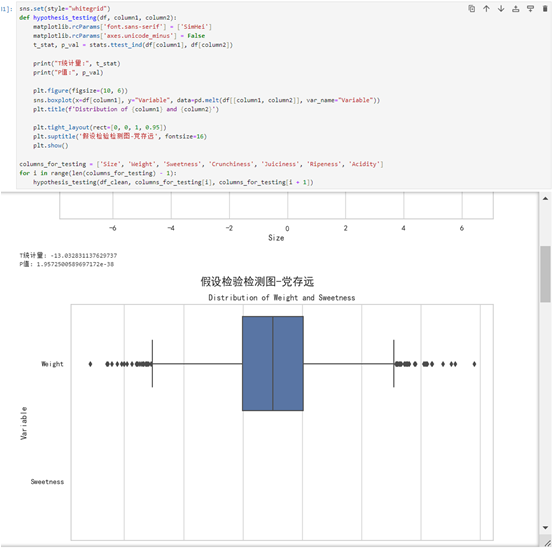 [1]:
sns.set(style="whitegrid")
def hypothesis_testing(df, column1, column2):
    matplotlib.rcParams['font.sans-serif'] = ['SimHei']
    matplotlib.rcParams['axes.unicode_minus'] = False
    t_stat, p_val = stats.ttest_ind(df[column1], df[column2])
    print("T统计量:", t_stat)
    print("P值:", p_val)
    plt.figure(figsize=(10, 6))
    sns.boxplot(x=df[column1], y="Variable", data=pd.melt(df[[column1, column2]], var_name="Variable"))
    plt.title(f'Distribution of {column1} and {column2}')
    plt.tight_layout(rect=[0, 0, 1, 0.95])
    plt.suptitle('假设检验检测图-党存远', fontsize=16)
    plt.show()
columns_for_testing = ['Size', 'Weight', 'Sweetness', 'Crunchiness', 'Juiciness', 'Ripeness', 'Acidity']
for i in range(len(columns_for_testing) - 1):
    hypothesis_testing(df_clean, columns_for_testing[i], columns_for_testing[i + 1])
-6 -4 -2 0 2 4 6
Size
T统计量: -13.032831137629737
P值: 1.9572500589697172e-38
假设检验检测图-党存远
Distribution of Weight and Sweetness
Weight
Variable
Sweetness